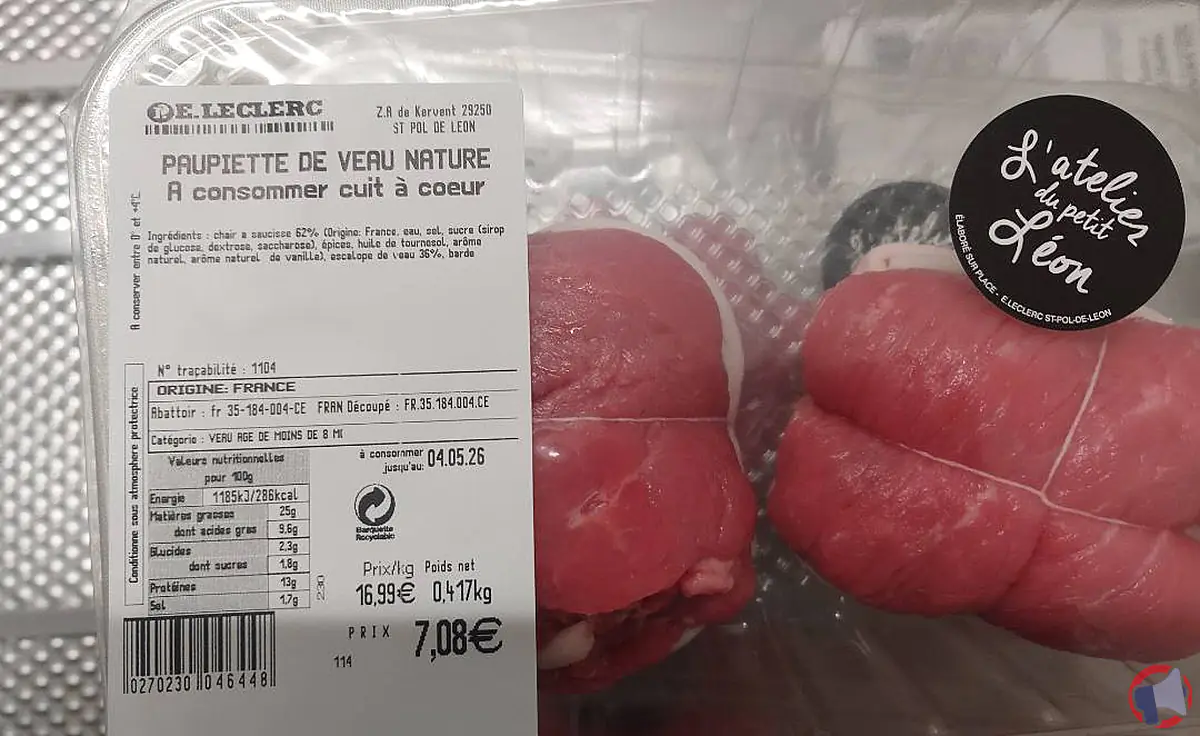 E.LECLERC
Z.A de Kervent 29250
ST POL DE LEON
PAUPIETTE DE VEAU NATURE
A consommer cuit à coeur
A conserver entre 0° et +4°C
Ingrédients : chair a saucisse 62% (Origine: France, eau, sel, sucre (sirop
de glucose, dextrose, saccharose), épices, huile de tournesol, arôme
naturel, arôme naturel de vanille), escalope de veau 36%, barde
N° traçabilité : 1104
ORIGINE: FRANCE
Abattoir : fr 35-184-004-CE FRAN Découpé : FR.35.184.004.CE
Catégorie : VEAU AGE DE MOINS DE 8 MO
Conditionne sous atmosphere protectrice
Valeurs nutritionnelles
pour 100g
Energie 1185kJ/286kcal
Matières grasses 25g
dont acides gras 9.6g
Glucides 2.3g
dont sucres 1.8g
Protéines 13g
Sel 1.7g
230
à consommer
jusqu'au: 04.05.26
Barquette
Recyclable
Prix/kg Poids net
16,99€ 0,417kg
PRIX 7,08€
114
0270230 046448
L'atelier
du petit
Léon
ÉLABORÉ SUR PLACE - E.LECLERC ST-POL-DE-LEON